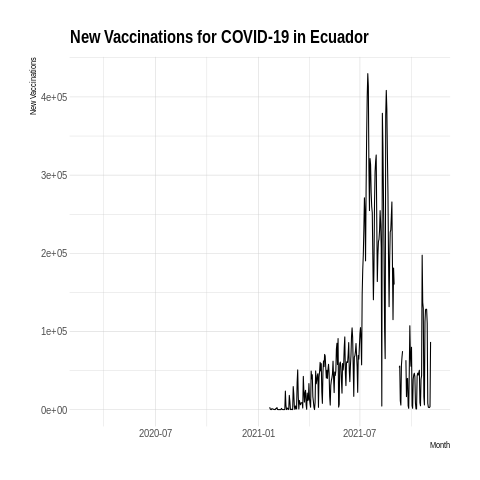 New Vaccinations for COVID-19 in Ecuador
New Vaccinations
4e+05
3e+05
2e+05
1e+05
0e+00
2020-07
2021-01
2021-07
Month